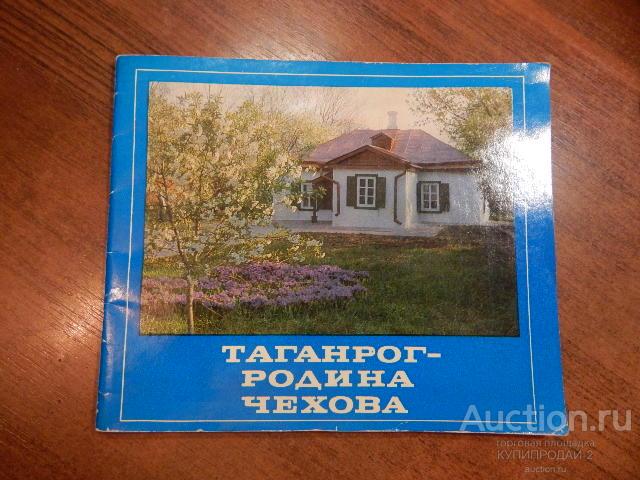 ТАГАНРОГ-
РОДИНА
ЧЕХОВА
Auction.ru
торговая площадка
КУПИПРОДАЙ-2
auction.ru